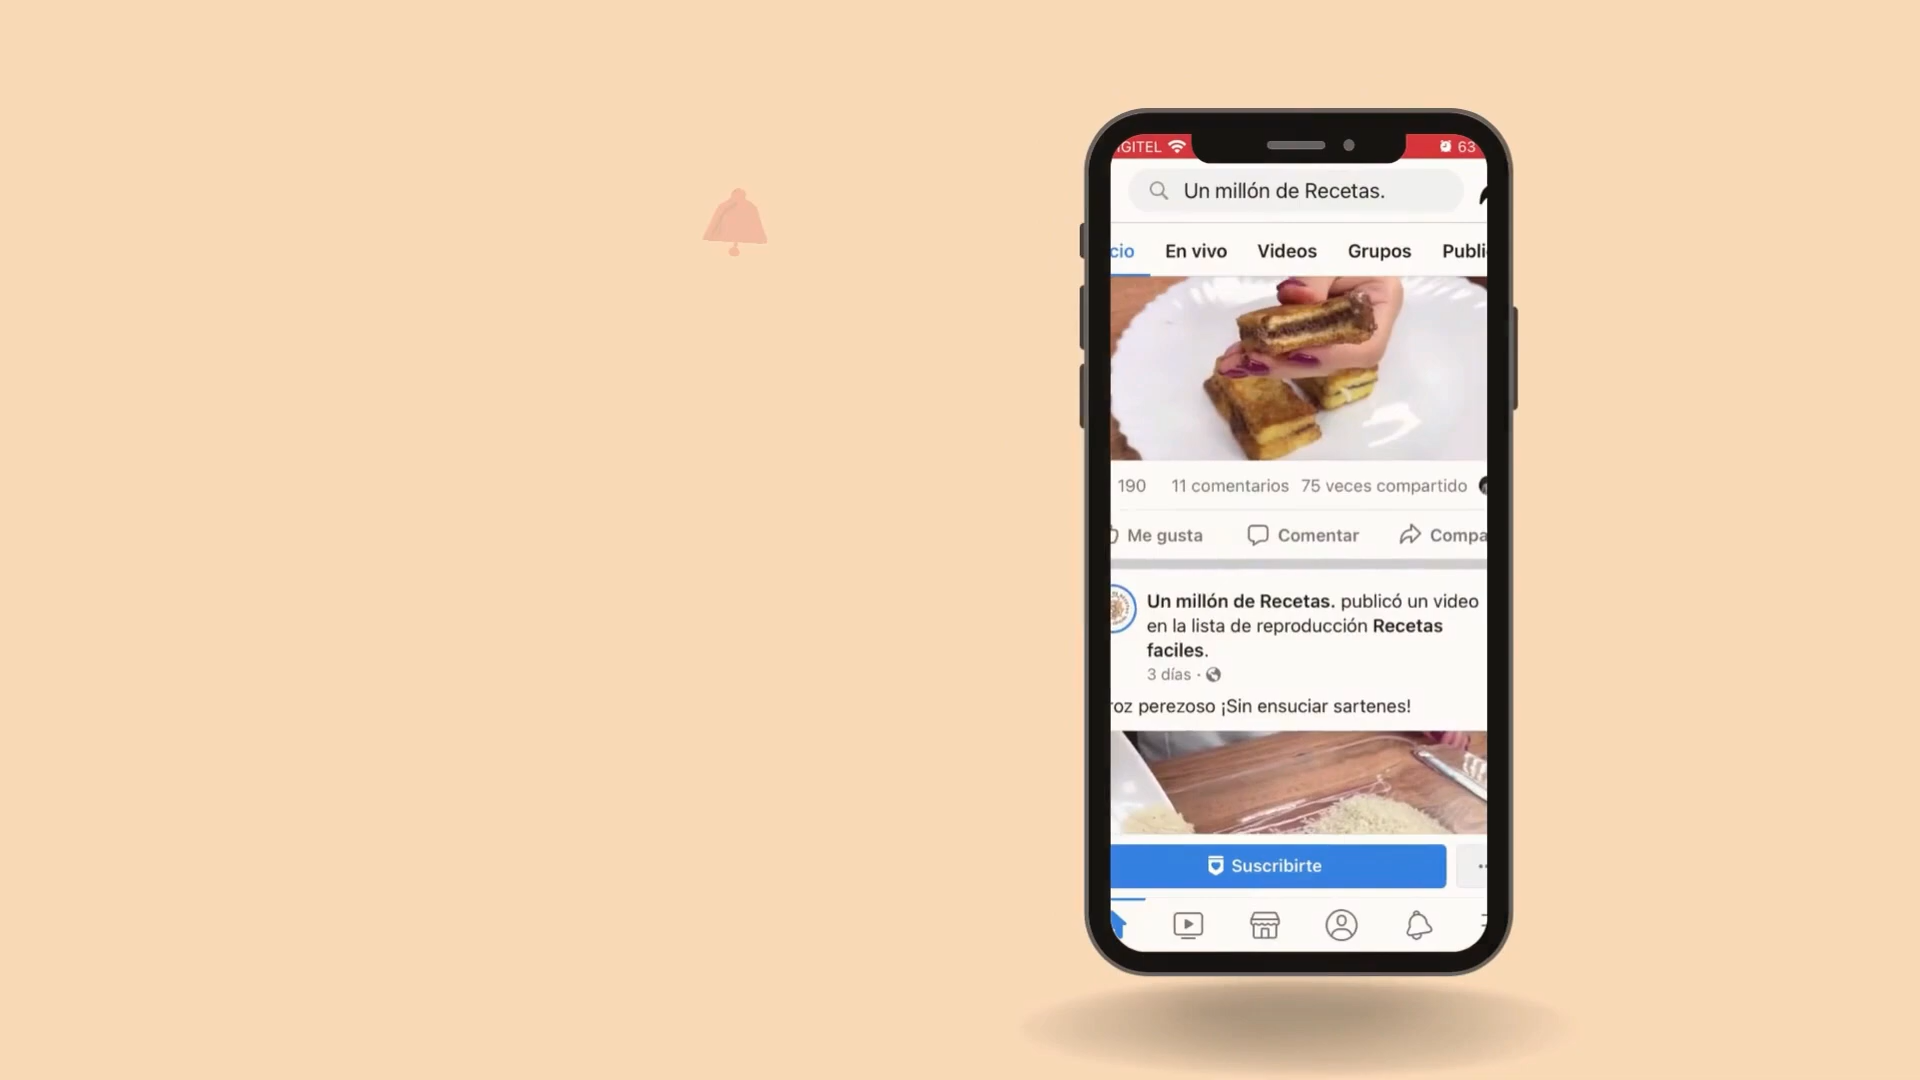 IGITEL 63
Un millón de Recetas.
cio En vivo Videos Grupos Publi
190 11 comentarios 75 veces compartido
Me gusta Comentar Compa
Un millón de Recetas. publicó un video
en la lista de reproducción Recetas
faciles.
3 días ·
roz perezoso ¡Sin ensuciar sartenes!
Suscribirte